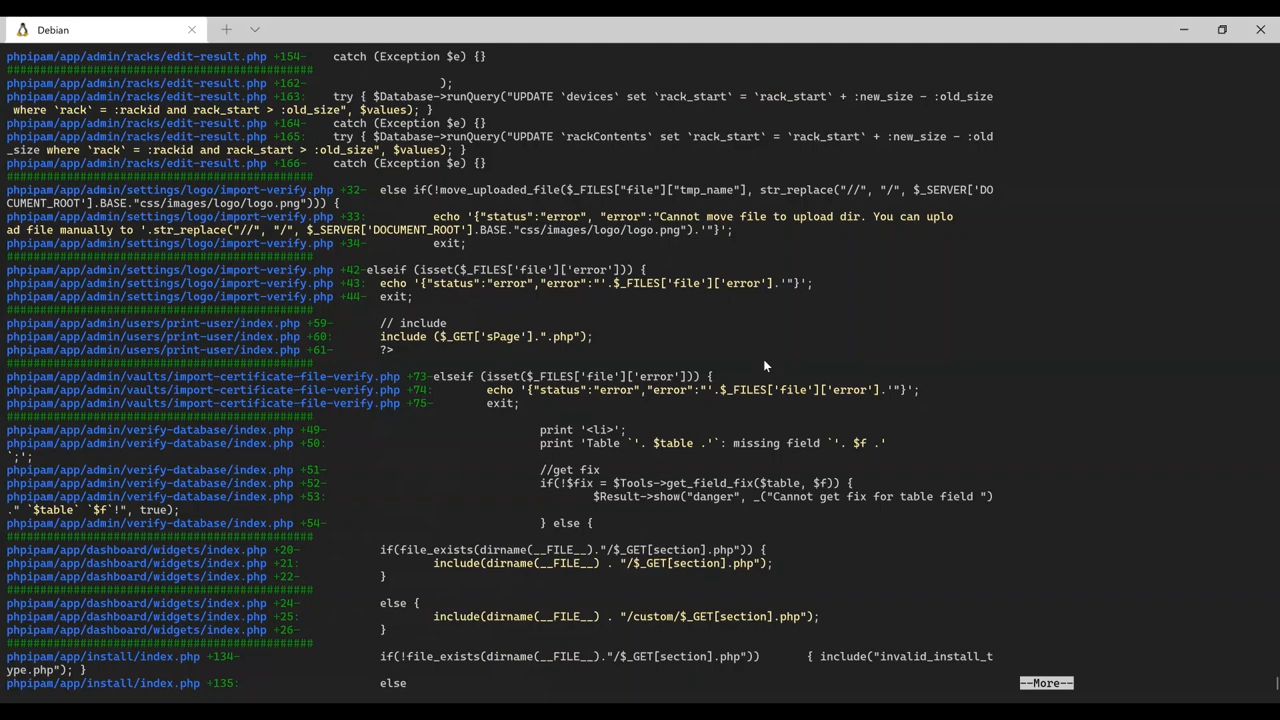 Debian
phpipam/app/admin/racks/edit-result.php +154-    catch (Exception $e) {}
##############################################
phpipam/app/admin/racks/edit-result.php +162-                    );
phpipam/app/admin/racks/edit-result.php +163:    try { $Database->runQuery("UPDATE `devices` set `rack_start` = `rack_start` + :new_size - :old_size
 where `rack` = :rackid and rack_start > :old_size", $values); }
phpipam/app/admin/racks/edit-result.php +164-    catch (Exception $e) {}
phpipam/app/admin/racks/edit-result.php +165:    try { $Database->runQuery("UPDATE `rackContents` set `rack_start` = `rack_start` + :new_size - :old
_size where `rack` = :rackid and rack_start > :old_size", $values); }
phpipam/app/admin/racks/edit-result.php +166-    catch (Exception $e) {}
##############################################
phpipam/app/admin/settings/logo/import-verify.php +32-  else if(!move_uploaded_file($_FILES["file"]["tmp_name"], str_replace("//", "/", $_SERVER['DO
CUMENT_ROOT'].BASE."css/images/logo/logo.png"))) {
phpipam/app/admin/settings/logo/import-verify.php +33:          echo '{"status":"error", "error":"Cannot move file to upload dir. You can uplo
ad file manually to '.str_replace("//", "/", $_SERVER['DOCUMENT_ROOT'].BASE."css/images/logo/logo.png").'"}';
phpipam/app/admin/settings/logo/import-verify.php +34-          exit;
##############################################
phpipam/app/admin/settings/logo/import-verify.php +42-elseif (isset($_FILES['file']['error'])) {
phpipam/app/admin/settings/logo/import-verify.php +43:  echo '{"status":"error","error":"'.$_FILES['file']['error'].'"}';
phpipam/app/admin/settings/logo/import-verify.php +44-  exit;
##############################################
phpipam/app/admin/users/print-user/index.php +59-       // include
phpipam/app/admin/users/print-user/index.php +60:       include ($_GET['sPage'].".php");
phpipam/app/admin/users/print-user/index.php +61-       ?>
##############################################
phpipam/app/admin/vaults/import-certificate-file-verify.php +73-elseif (isset($_FILES['file']['error'])) {
phpipam/app/admin/vaults/import-certificate-file-verify.php +74:        echo '{"status":"error","error":"'.$_FILES['file']['error'].'"}';
phpipam/app/admin/vaults/import-certificate-file-verify.php +75-        exit;
##############################################
phpipam/app/admin/verify-database/index.php +49-                                print '<li>';
phpipam/app/admin/verify-database/index.php +50:                                print 'Table `'. $table .'`: missing field `'. $f .'
`;';
phpipam/app/admin/verify-database/index.php +51-                                //get fix
phpipam/app/admin/verify-database/index.php +52-                                if(!$fix = $Tools->get_field_fix($table, $f)) {
phpipam/app/admin/verify-database/index.php +53:                                        $Result->show("danger", _("Cannot get fix for table field ")
." `$table` `$f`!", true);
phpipam/app/admin/verify-database/index.php +54-                                } else {
##############################################
phpipam/app/dashboard/widgets/index.php +20-            if(file_exists(dirname(__FILE__)."/$_GET[section].php")) {
phpipam/app/dashboard/widgets/index.php +21:                    include(dirname(__FILE__) . "/$_GET[section].php");
phpipam/app/dashboard/widgets/index.php +22-            }
##############################################
phpipam/app/dashboard/widgets/index.php +24-            else {
phpipam/app/dashboard/widgets/index.php +25:                    include(dirname(__FILE__) . "/custom/$_GET[section].php");
phpipam/app/dashboard/widgets/index.php +26-            }
##############################################
phpipam/app/install/index.php +134-                     if(!file_exists(dirname(__FILE__)."/$_GET[section].php"))       { include("invalid_install_t
ype.php"); }
phpipam/app/install/index.php +135:                     else
--More--